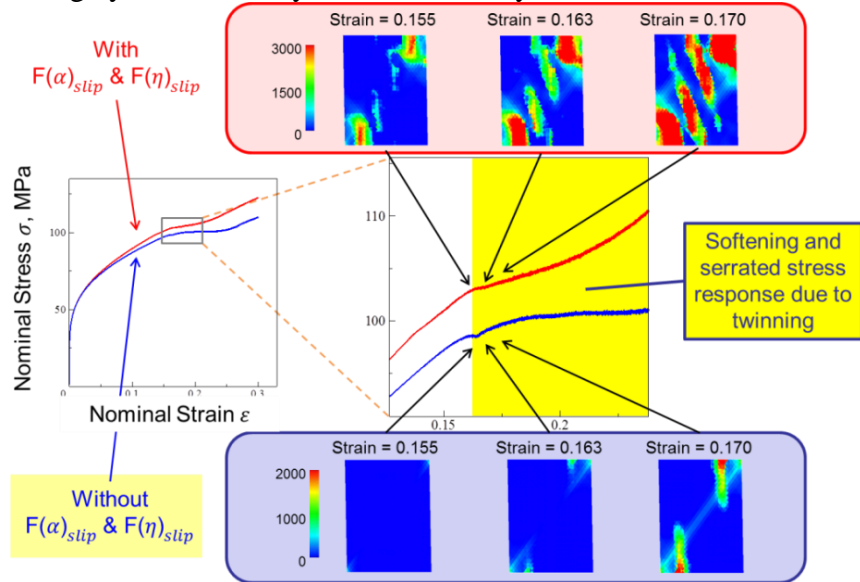 Strain = 0.155
Strain = 0.163
Strain = 0.170
3000
1500
0
With
F(α)slip & F(η)slip
Nominal Stress σ, MPa
100
50
0
0.1
0.2
0.3
Nominal Strain ε
110
100
0.15
0.2
Softening and
serrated stress
response due to
twinning
Without
F(α)slip & F(η)slip
Strain = 0.155
Strain = 0.163
Strain = 0.170
2000
1000
0